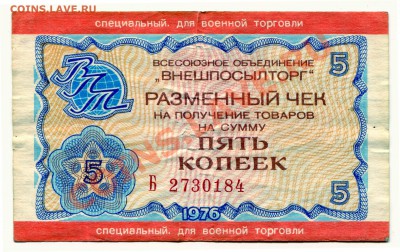 COINS.LAVE.RU
специальный. для военной торговли
ВПТ
ВСЕСОЮЗНОЕ ОБЪЕДИНЕНИЕ
„ВНЕШПОСЫЛТОРГ”
5
РАЗМЕННЫЙ ЧЕК
НА ПОЛУЧЕНИЕ ТОВАРОВ
НА СУММУ
ПЯТЬ
КОПЕЕК
5
Б 2730184
5
1976
специальный. для военной торговли